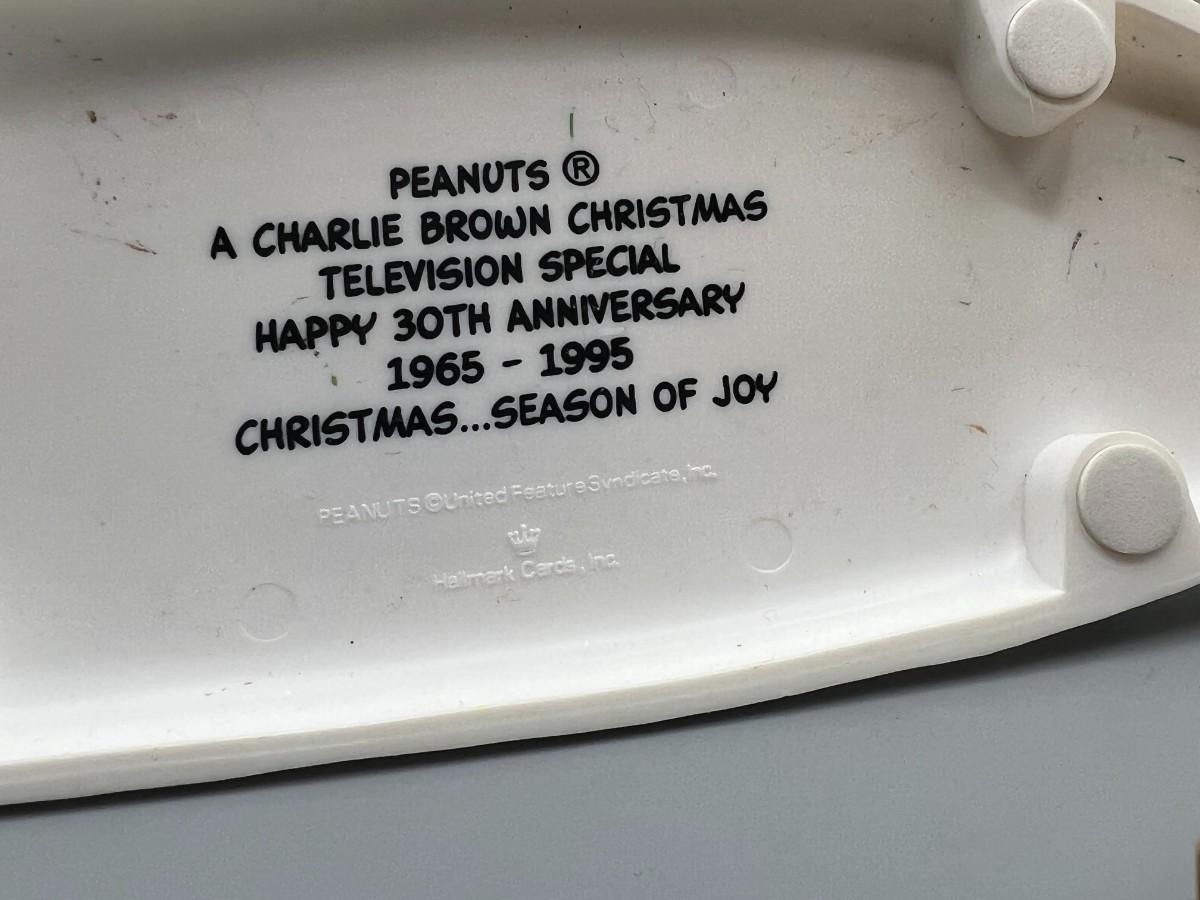 PEANUTS ®
A CHARLIE BROWN CHRISTMAS
TELEVISION SPECIAL
HAPPY 30TH ANNIVERSARY
1965 - 1995
CHRISTMAS...SEASON OF JOY
PEANUTS ©United Feature Syndicate, Inc.
Hallmark Cards, Inc.